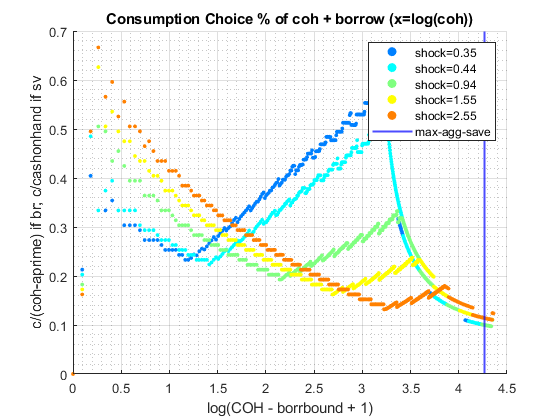 Consumption Choice % of coh + borrow (x=log(coh))
c/(coh-aprime) if br, c/cashonhand if sv
0.7
0.6
0.5
0.4
0.3
0.2
0.1
0
shock=0.35
shock=0.44
shock=0.94
shock=1.55
shock=2.55
max-agg-save
0 0.5 1 1.5 2 2.5 3 3.5 4 4.5
log(COH - borrbound + 1)